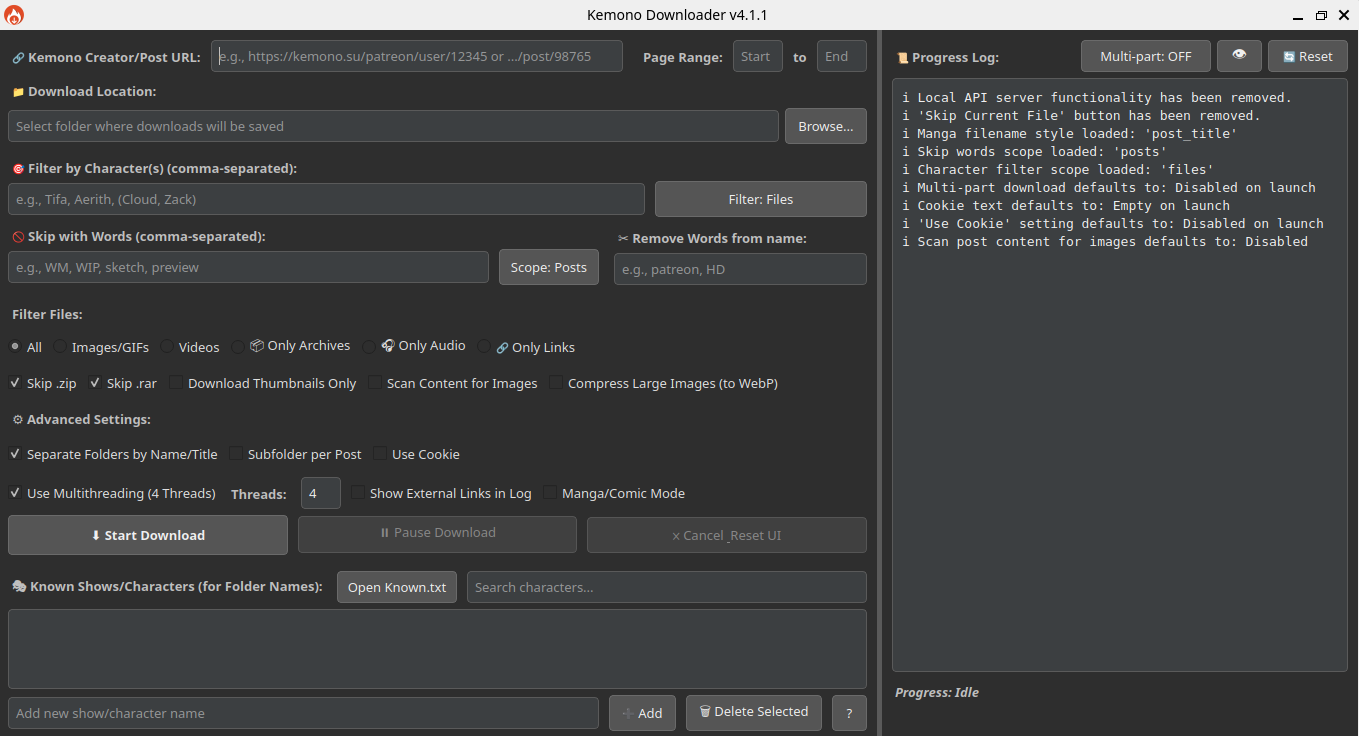 Kemono Downloader v4.1.1
Kemono Creator/Post URL: e.g., https://kemono.su/patreon/user/12345 or .../post/98765 Page Range: Start to End
Download Location:
Select folder where downloads will be saved Browse...
Filter by Character(s) (comma-separated):
e.g., Tifa, Aerith, (Cloud, Zack) Filter: Files
Skip with Words (comma-separated): Remove Words from name:
e.g., WM, WIP, sketch, preview Scope: Posts e.g., patreon, HD
Filter Files:
All Images/GIFs Videos Only Archives Only Audio Only Links
Skip .zip Skip .rar Download Thumbnails Only Scan Content for Images Compress Large Images (to WebP)
Advanced Settings:
Separate Folders by Name/Title Subfolder per Post Use Cookie
Use Multithreading (4 Threads) Threads: 4 Show External Links in Log Manga/Comic Mode
Start Download Pause Download Cancel _Reset UI
Known Shows/Characters (for Folder Names): Open Known.txt Search characters...
Add new show/character name Add Delete Selected ?
Progress Log: Multi-part: OFF Reset
i Local API server functionality has been removed.
i 'Skip Current File' button has been removed.
i Manga filename style loaded: 'post_title'
i Skip words scope loaded: 'posts'
i Character filter scope loaded: 'files'
i Multi-part download defaults to: Disabled on launch
i Cookie text defaults to: Empty on launch
i 'Use Cookie' setting defaults to: Disabled on launch
i Scan post content for images defaults to: Disabled
Progress: Idle